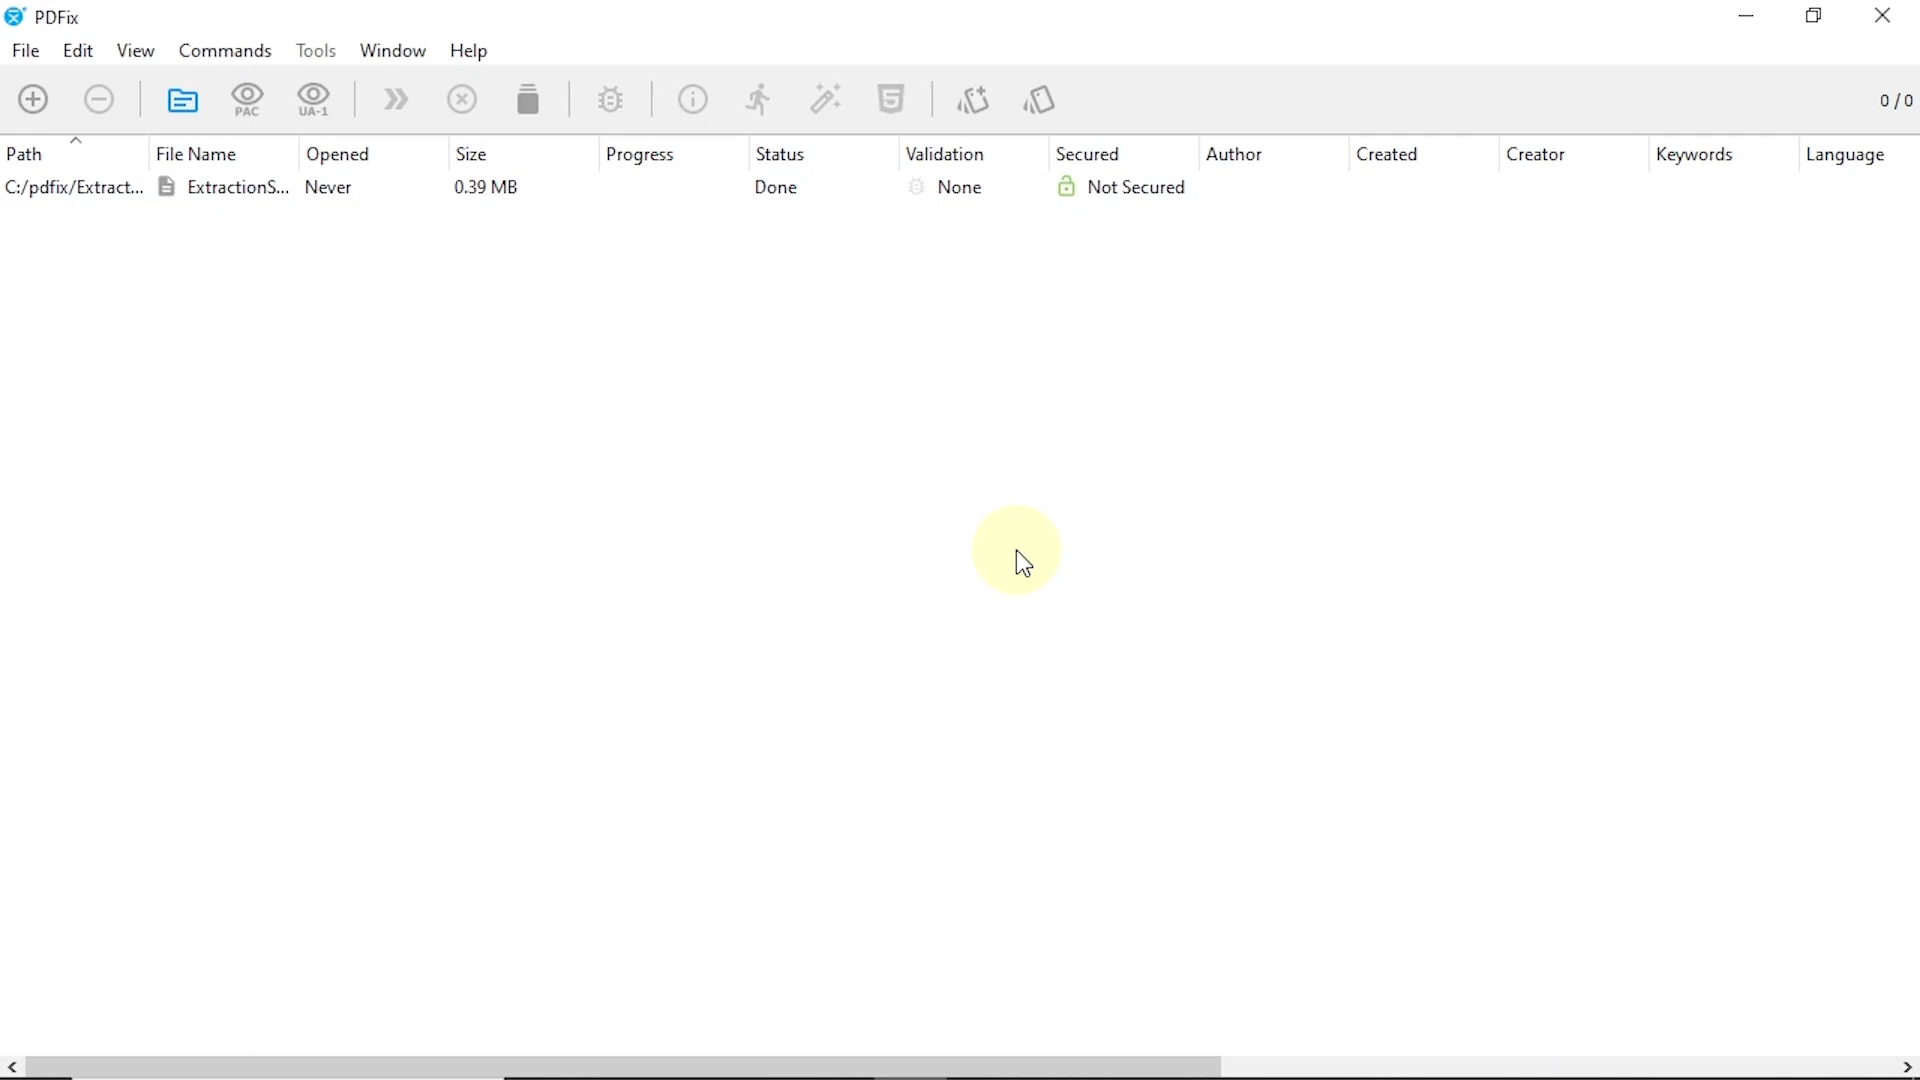 PDFix
File Edit View Commands Tools Window Help
PAC UA-1 0 / 0
Path File Name Opened Size Progress Status Validation Secured Author Created Creator Keywords Language
C:/pdfix/Extract... ExtractionS... Never 0.39 MB Done None Not Secured